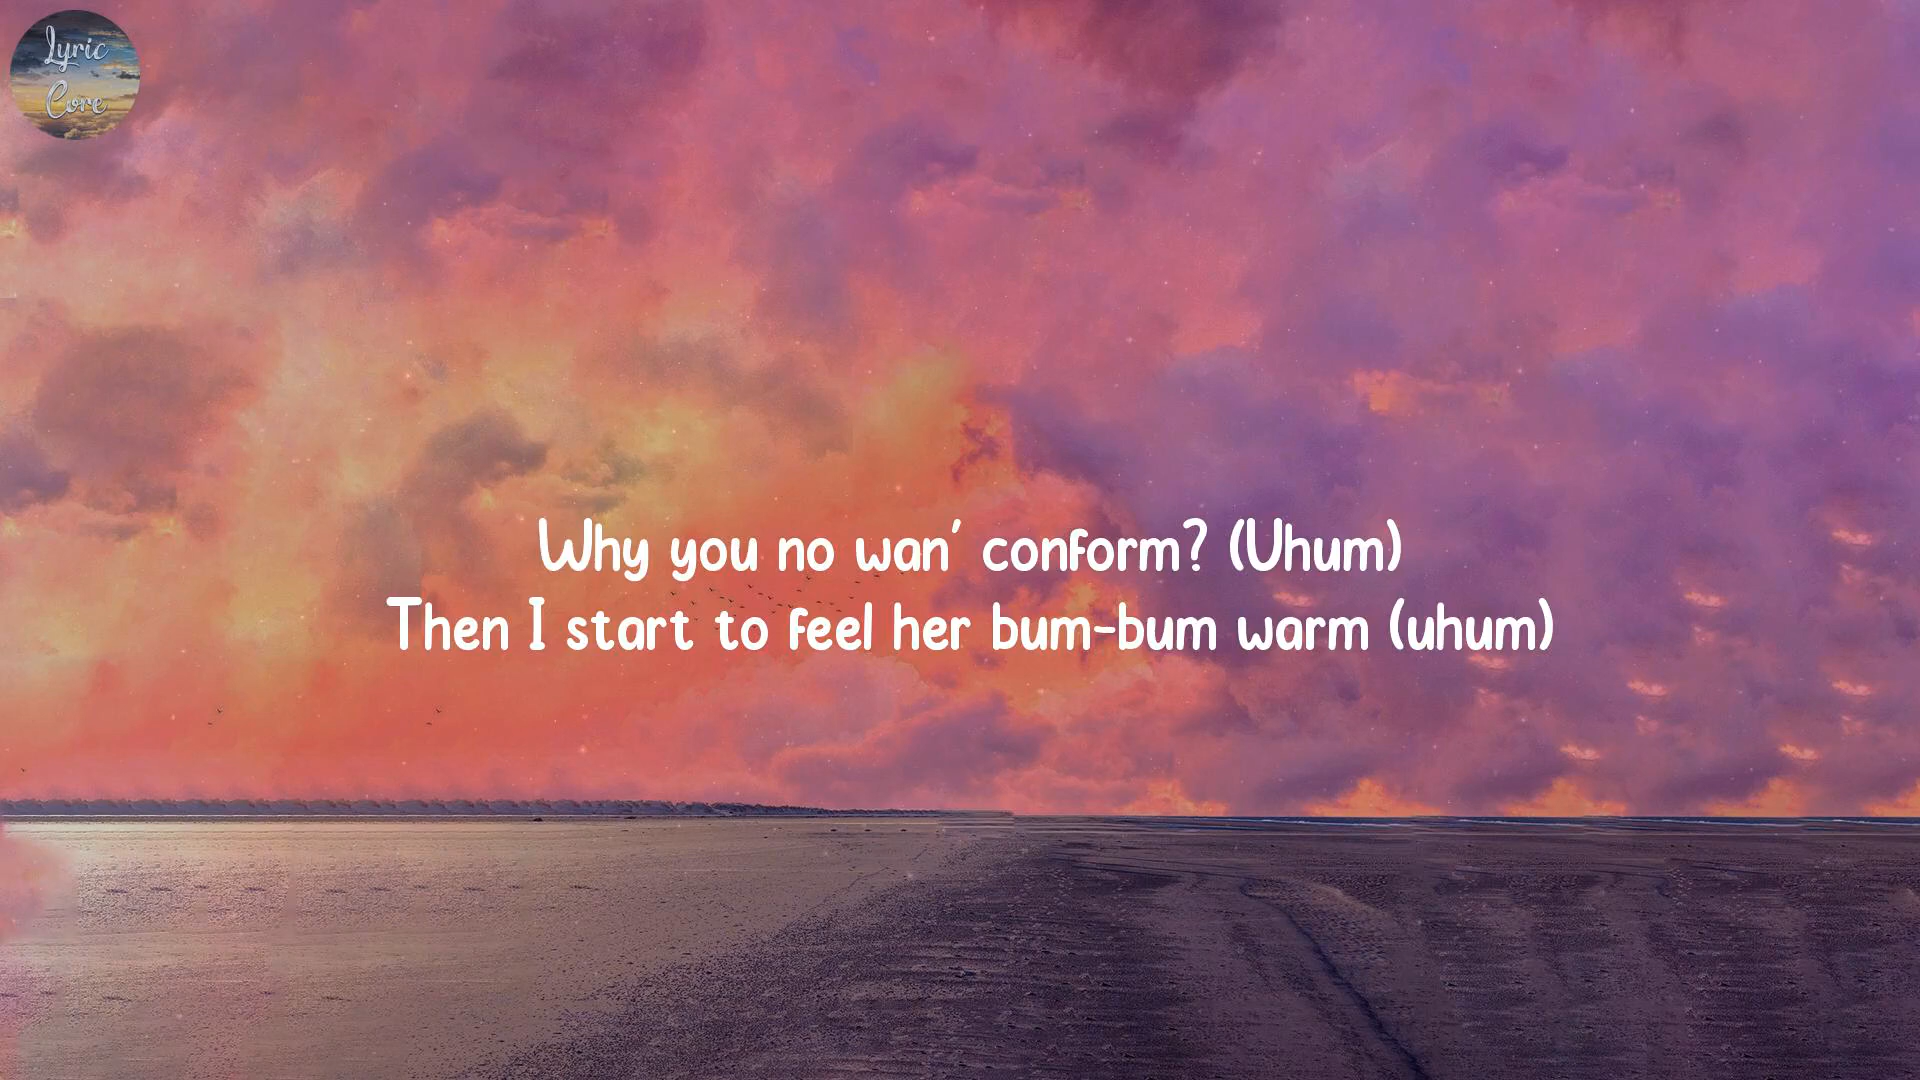 Lyric
Core
Why you no wan' conform? (Uhum)
Then I start to feel her bum-bum warm (uhum)